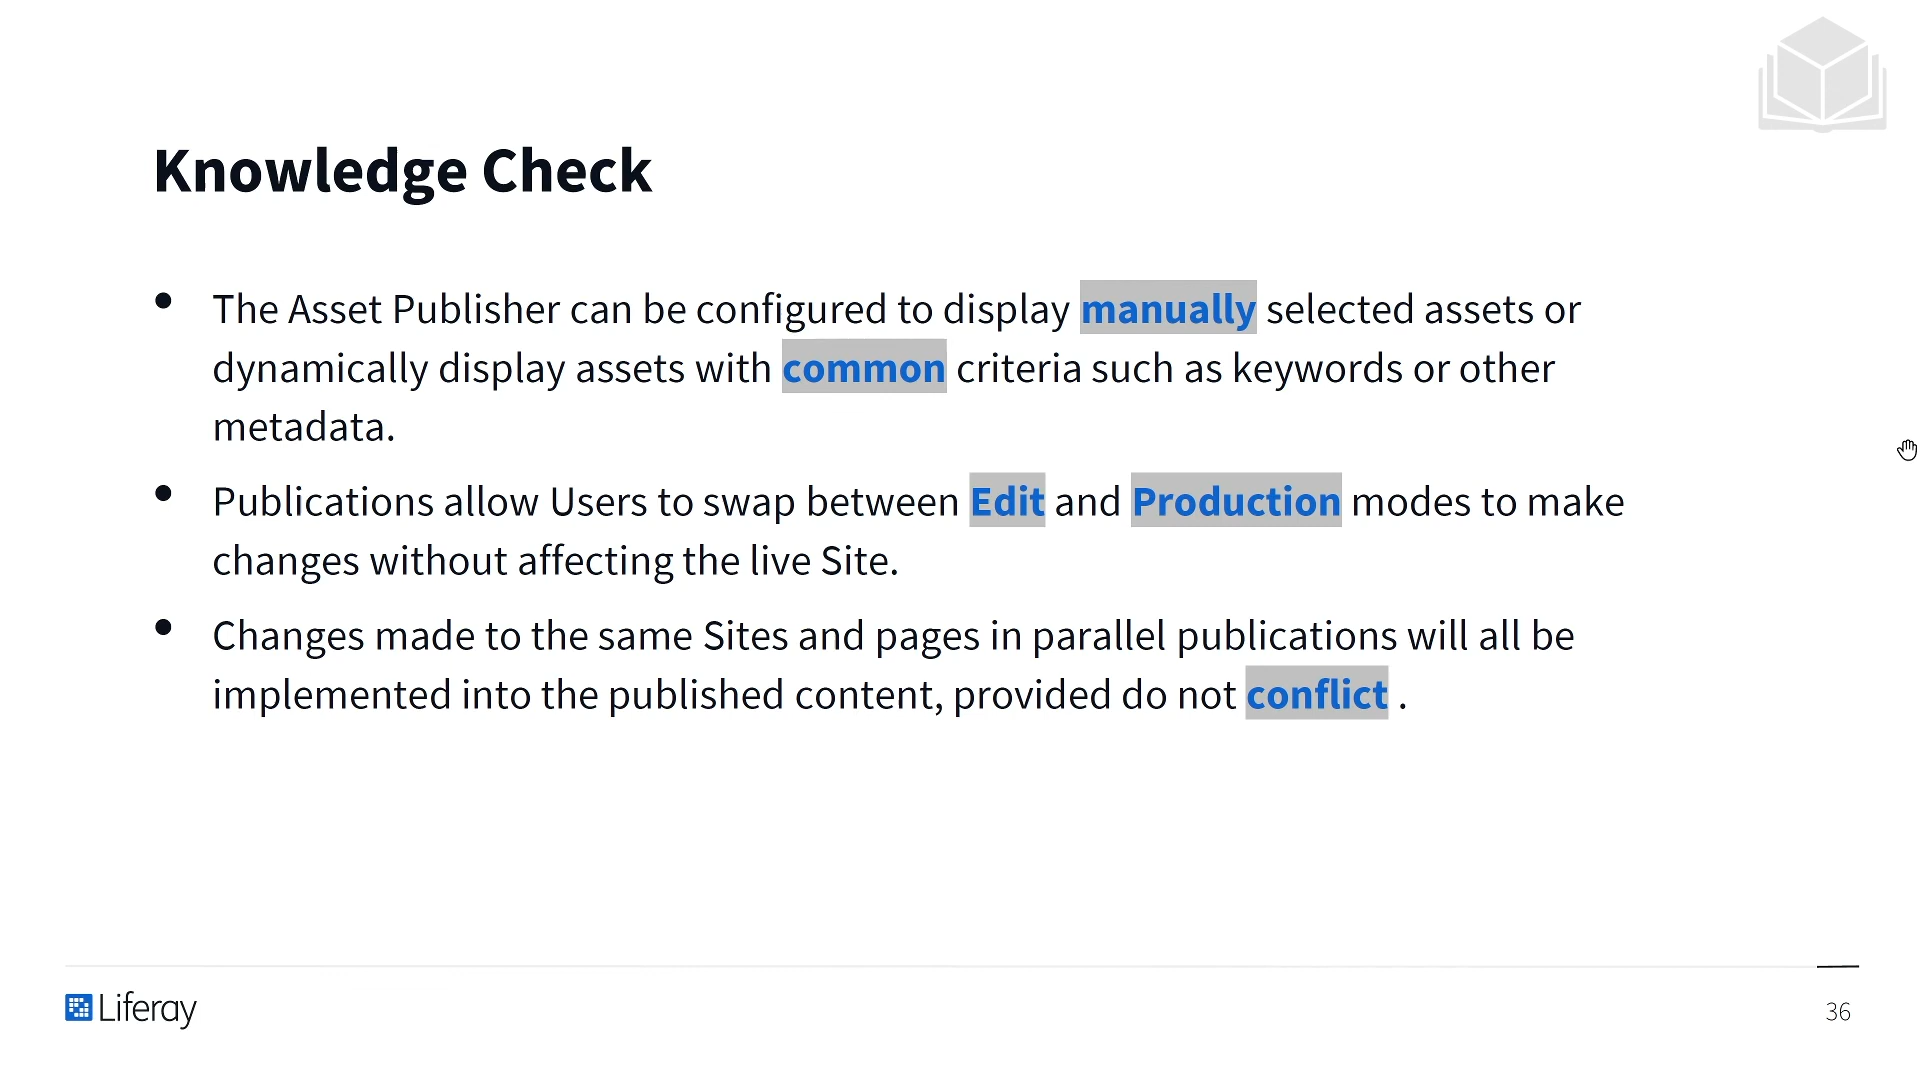 Knowledge Check
• The Asset Publisher can be configured to display manually selected assets or
dynamically display assets with common criteria such as keywords or other
metadata.
• Publications allow Users to swap between Edit and Production modes to make
changes without affecting the live Site.
• Changes made to the same Sites and pages in parallel publications will all be
implemented into the published content, provided do not conflict .
Liferay
36